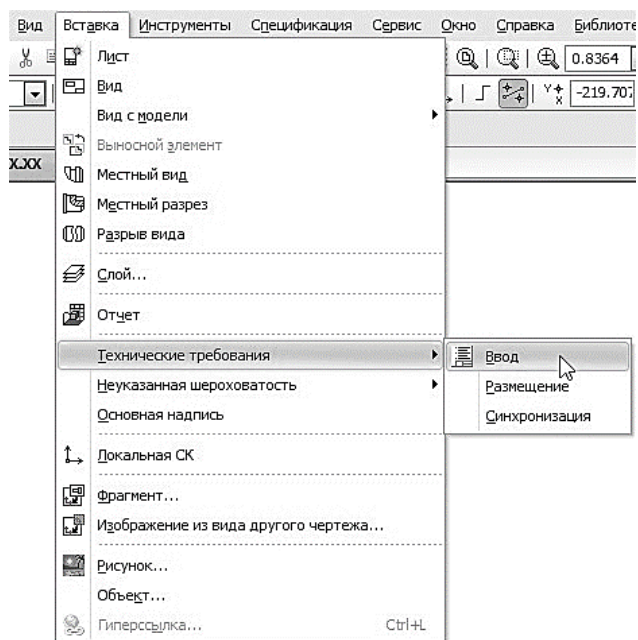 Вид Вставка Инструменты Спецификация Сервис Окно Справка Библиоте
0.8364
-219.707
X.XX
Лист
Вид
Вид с модели
Выносной элемент
Местный вид
Местный разрез
Разрыв вида
Слой...
Отчет
Технические требования
Ввод
Неуказанная шероховатость
Размещение
Основная надпись
Синхронизация
Локальная СК
Фрагмент...
Изображение из вида другого чертежа...
Рисунок...
Объект...
Гиперссылка... Ctrl+L